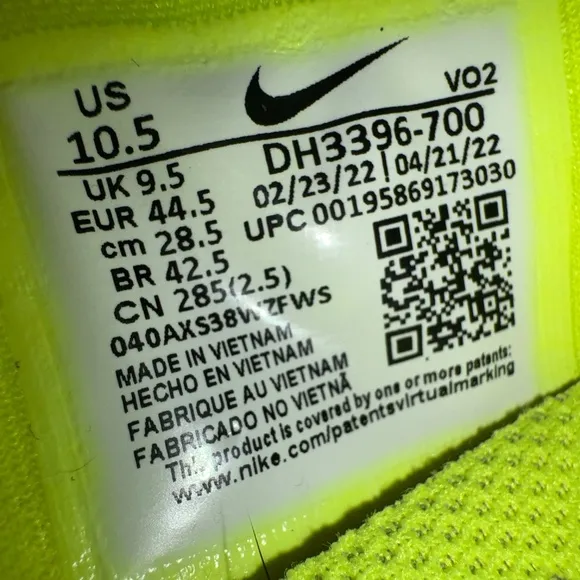 US
10.5
VO2
DH3396-700
02/23/22 | 04/21/22
UPC 00195869173030
UK 9.5
EUR 44.5
cm 28.5
BR 42.5
CN 285(2.5)
040AXS38WZFWS
MADE IN VIETNAM
HECHO EN VIETNAM
FABRIQUE AU VIETNAM
FABRICADO NO VIETNÃ
This product is covered by one or more patents:
www.nike.com/patentsvirtualmarking